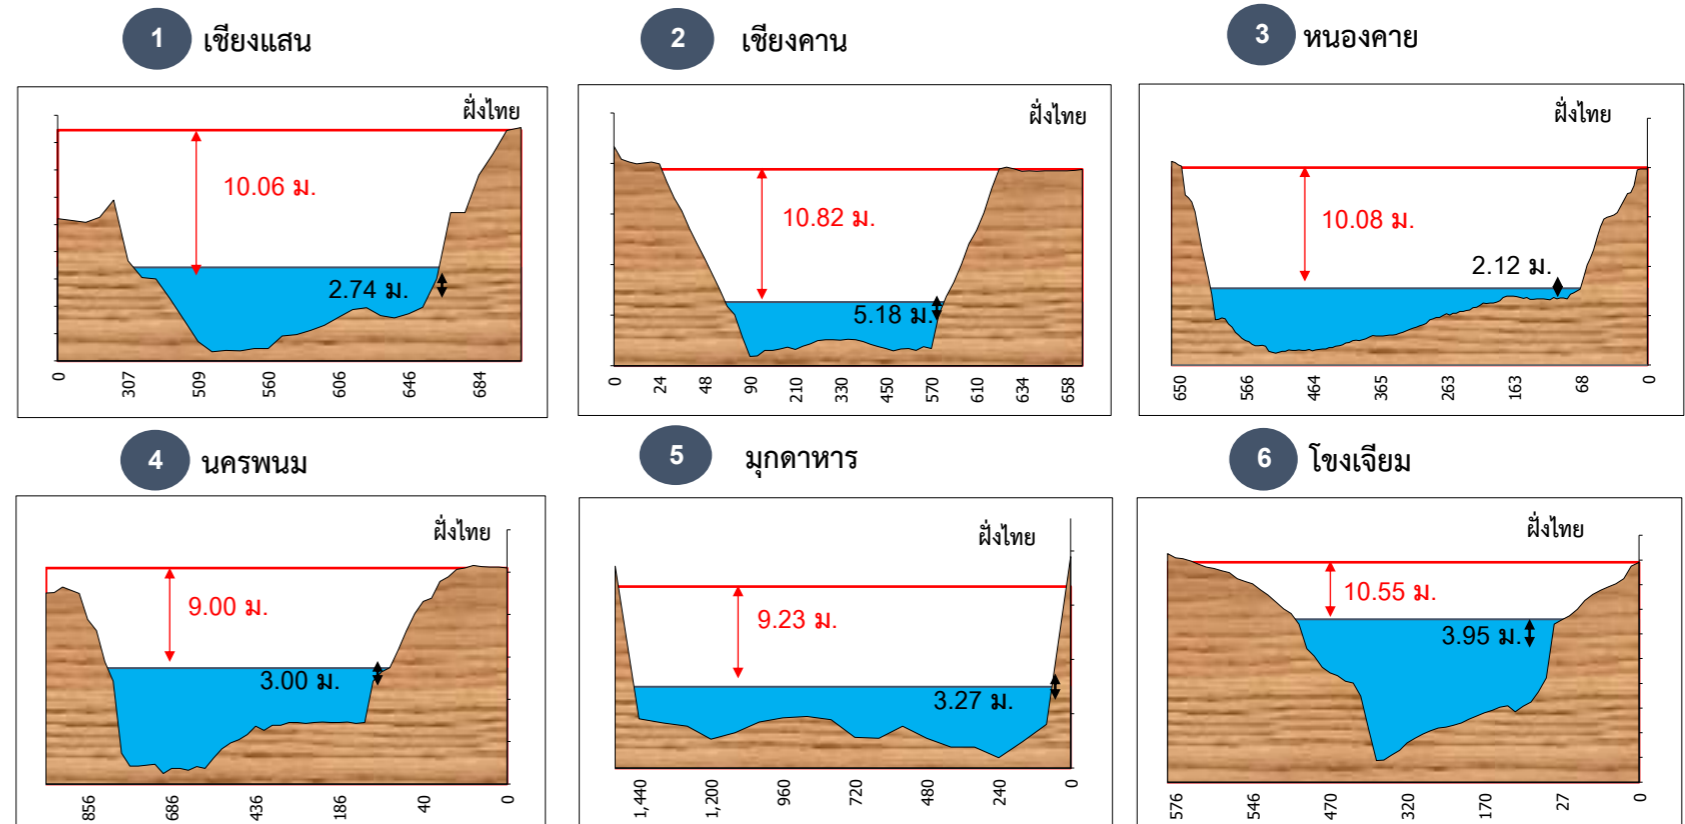 1 เชียงแสน
2 เชียงคาน
3 หนองคาย
ฝั่งไทย
10.06 ม.
2.74 ม.
0 307 509 560 606 646 684
ฝั่งไทย
10.82 ม.
5.18 ม.
0 24 48 90 210 330 450 570 610 634 658
ฝั่งไทย
10.08 ม.
2.12 ม.
650 566 464 365 263 163 68 0
4 นครพนม
5 มุกดาหาร
6 โขงเจียม
ฝั่งไทย
9.00 ม.
3.00 ม.
856 686 436 186 40 0
ฝั่งไทย
9.23 ม.
3.27 ม.
1,440 1,200 960 720 480 240 0
ฝั่งไทย
10.55 ม.
3.95 ม.
576 546 470 320 170 27 0